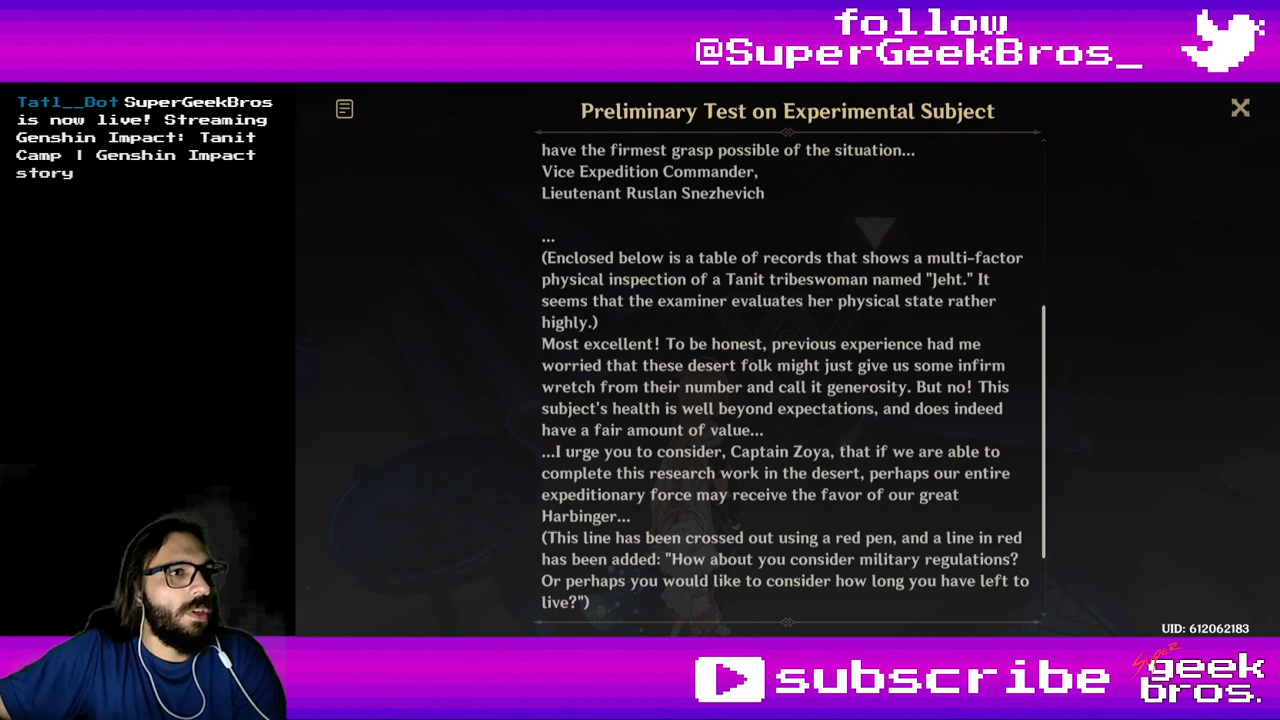 follow
@SuperGeekBros_
Tatl__Bot SuperGeekBros
is now live! Streaming
Genshin Impact: Tanit
Camp | Genshin Impact
story
Preliminary Test on Experimental Subject
have the firmest grasp possible of the situation...
Vice Expedition Commander,
Lieutenant Ruslan Snezhevich
...
(Enclosed below is a table of records that shows a multi-factor
physical inspection of a Tanit tribeswoman named "Jeht." It
seems that the examiner evaluates her physical state rather
highly.)
Most excellent! To be honest, previous experience had me
worried that these desert folk might just give us some infirm
wretch from their number and call it generosity. But no! This
subject's health is well beyond expectations, and does indeed
have a fair amount of value...
...I urge you to consider, Captain Zoya, that if we are able to
complete this research work in the desert, perhaps our entire
expeditionary force may receive the favor of our great
Harbinger...
(This line has been crossed out using a red pen, and a line in red
has been added: "How about you consider military regulations?
Or perhaps you would like to consider how long you have left to
live?")
UID: 612062183
subscribe
super
geek
bros.